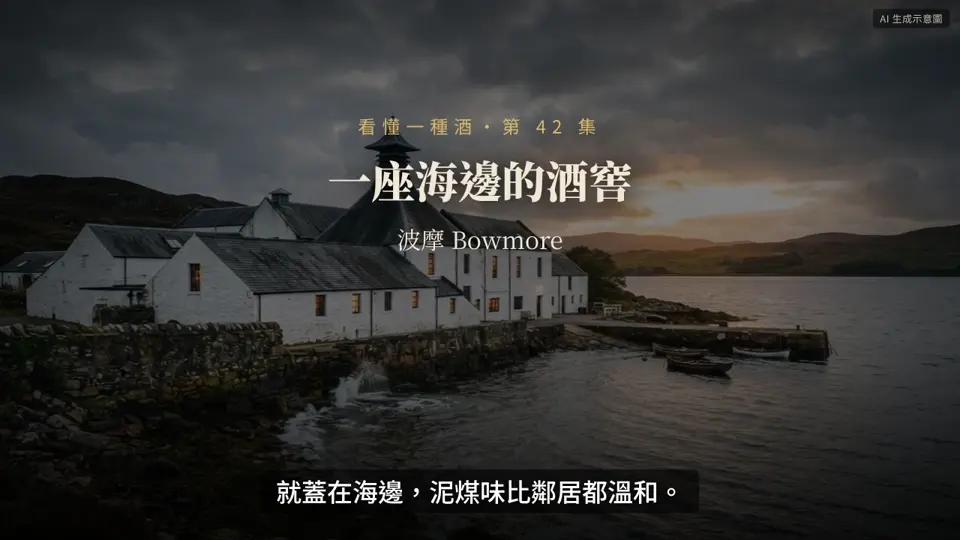 AI 生成示意圖
看懂一種酒・第 42 集
一座海邊的酒窖
波摩 Bowmore
就蓋在海邊，泥煤味比鄰居都溫和。